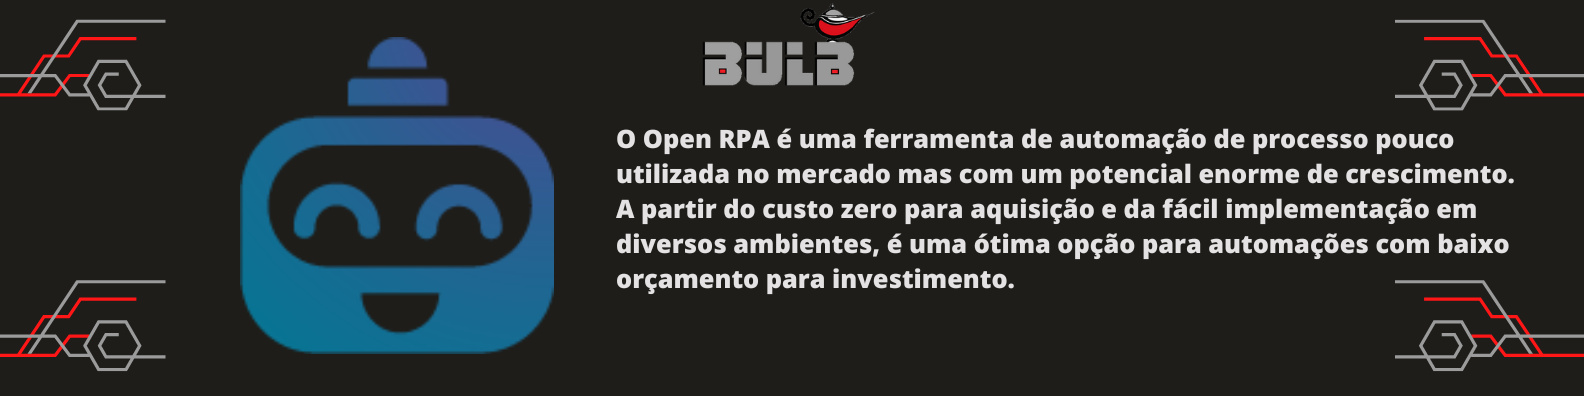 BULB
O Open RPA é uma ferramenta de automação de processo pouco
utilizada no mercado mas com um potencial enorme de crescimento.
A partir do custo zero para aquisição e da fácil implementação em
diversos ambientes, é uma ótima opção para automações com baixo
orçamento para investimento.